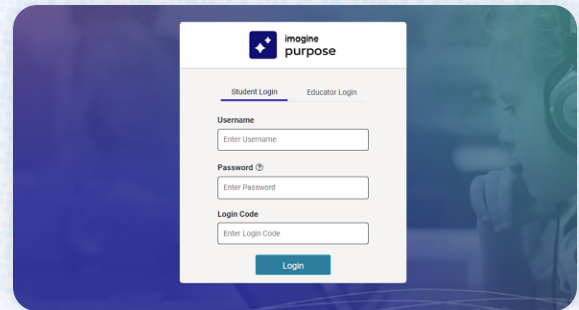 imagine
purpose
Student Login Educator Login
Username
Enter Username
Password ?
Enter Password
Login Code
Enter Login Code
Login